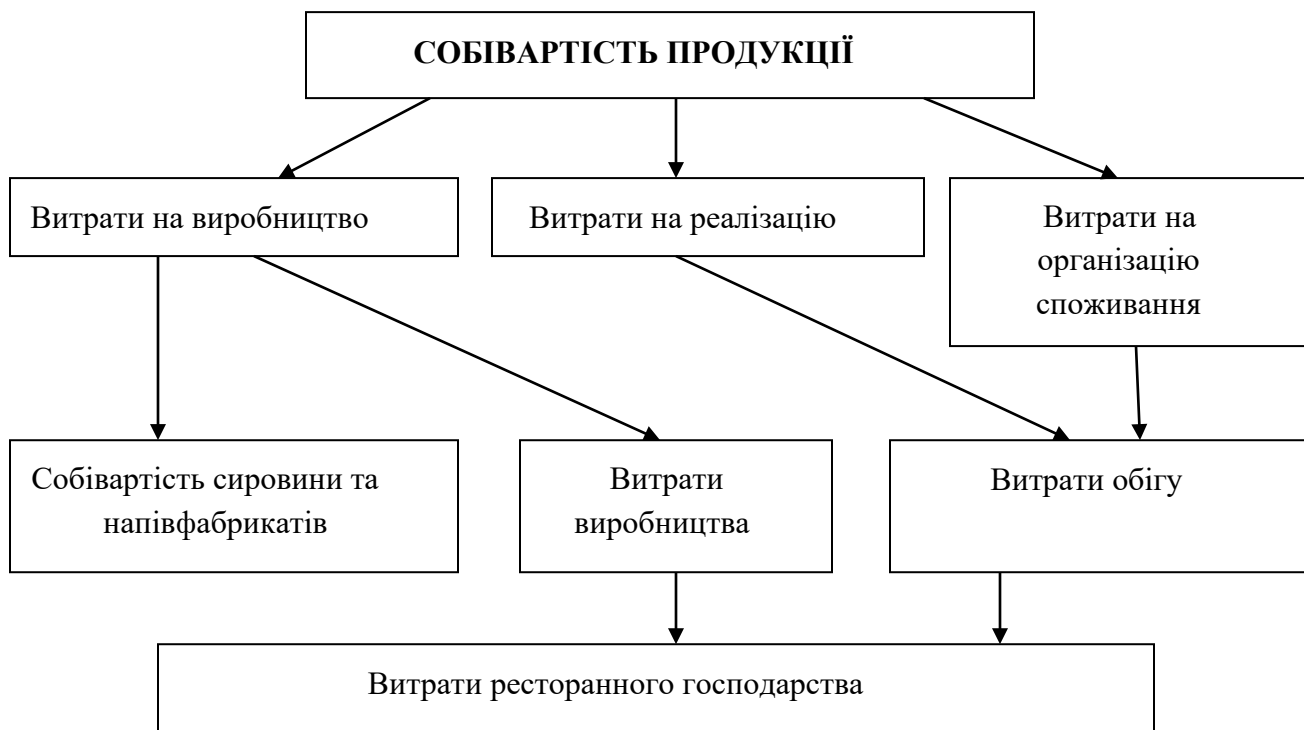 СОБІВАРТІСТЬ ПРОДУКЦІЇ
Витрати на виробництво
Витрати на реалізацію
Витрати на
організацію
споживання
Собівартість сировини та
напівфабрикатів
Витрати
виробництва
Витрати обігу
Витрати ресторанного господарства